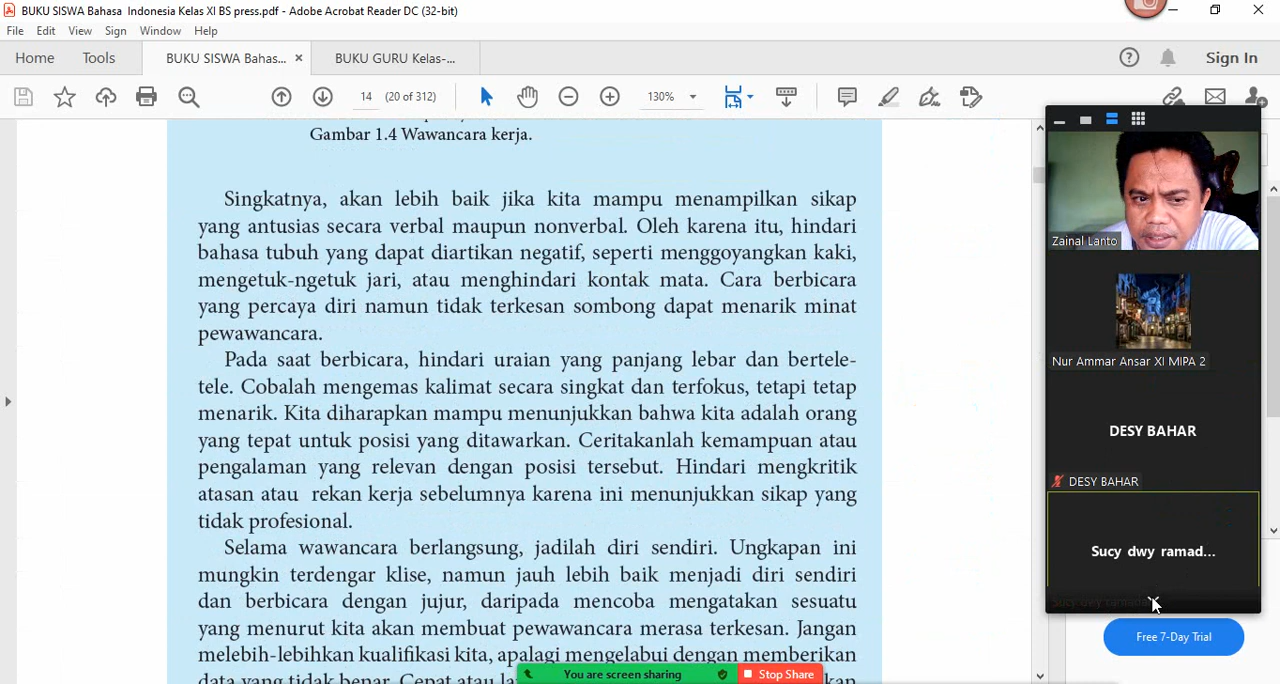 BUKU SISWA Bahasa  Indonesia Kelas XI BS press.pdf - Adobe Acrobat Reader DC (32-bit)
File Edit View Sign Window Help
Home Tools BUKU SISWA Bahas... × BUKU GURU Kelas-... Sign In
14 (20 of 312) 130%
Gambar 1.4 Wawancara kerja.
Singkatnya, akan lebih baik jika kita mampu menampilkan sikap
yang antusias secara verbal maupun nonverbal. Oleh karena itu, hindari
bahasa tubuh yang dapat diartikan negatif, seperti menggoyangkan kaki,
mengetuk-ngetuk jari, atau menghindari kontak mata. Cara berbicara
yang percaya diri namun tidak terkesan sombong dapat menarik minat
pewawancara.
Pada saat berbicara, hindari uraian yang panjang lebar dan bertele-
tele. Cobalah mengemas kalimat secara singkat dan terfokus, tetapi tetap
menarik. Kita diharapkan mampu menunjukkan bahwa kita adalah orang
yang tepat untuk posisi yang ditawarkan. Ceritakanlah kemampuan atau
pengalaman yang relevan dengan posisi tersebut. Hindari mengkritik
atasan atau  rekan kerja sebelumnya karena ini menunjukkan sikap yang
tidak profesional.
Selama wawancara berlangsung, jadilah diri sendiri. Ungkapan ini
mungkin terdengar klise, namun jauh lebih baik menjadi diri sendiri
dan berbicara dengan jujur, daripada mencoba mengatakan sesuatu
yang menurut kita akan membuat pewawancara merasa terkesan. Jangan
melebih-lebihkan kualifikasi kita, apalagi mengelabui dengan memberikan
data yang tidak benar. Cepat atau
You are screen sharing Stop Share
Zainal Lanto
Nur Ammar Ansar XI MIPA 2
DESY BAHAR
DESY BAHAR
Sucy dwy ramad...
Free 7-Day Trial